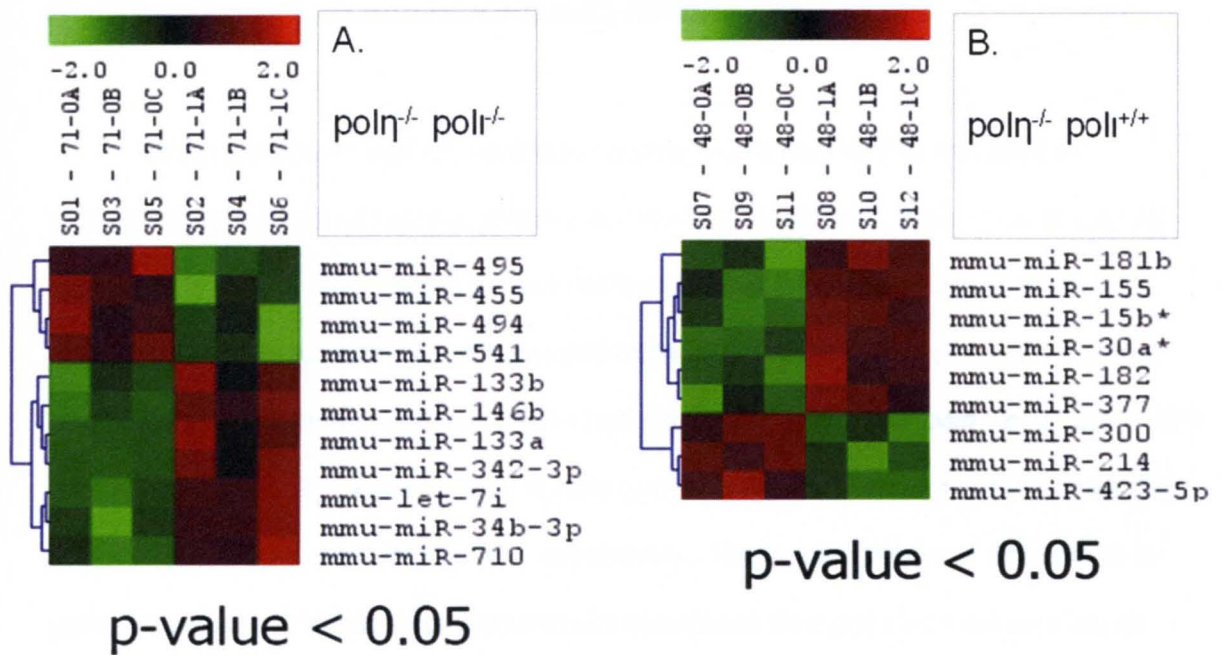 A.
polη-/- polι-/-
-2.0 0.0 2.0
S01 - 71-0A
S03 - 71-0B
S05 - 71-0C
S02 - 71-1A
S04 - 71-1B
S06 - 71-1C
mmu-miR-495
mmu-miR-455
mmu-miR-494
mmu-miR-541
mmu-miR-133b
mmu-miR-146b
mmu-miR-133a
mmu-miR-342-3p
mmu-let-7i
mmu-miR-34b-3p
mmu-miR-710
p-value < 0.05
B.
polη-/- polι+/+
-2.0 0.0 2.0
S07 - 48-0A
S09 - 48-0B
S11 - 48-0C
S08 - 48-1A
S10 - 48-1B
S12 - 48-1C
mmu-miR-181b
mmu-miR-155
mmu-miR-15b*
mmu-miR-30a*
mmu-miR-182
mmu-miR-377
mmu-miR-300
mmu-miR-214
mmu-miR-423-5p
p-value < 0.05